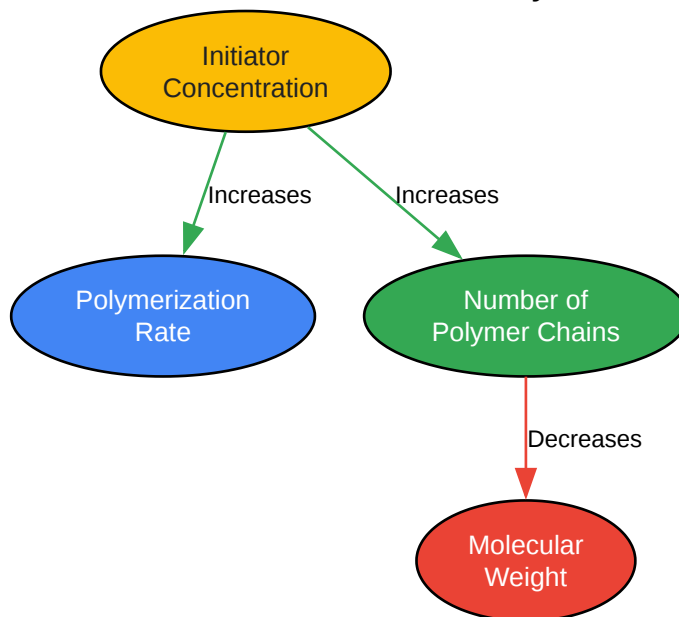 Initiator
Concentration
Increases
Increases
Polymerization
Rate
Number of
Polymer Chains
Decreases
Molecular
Weight